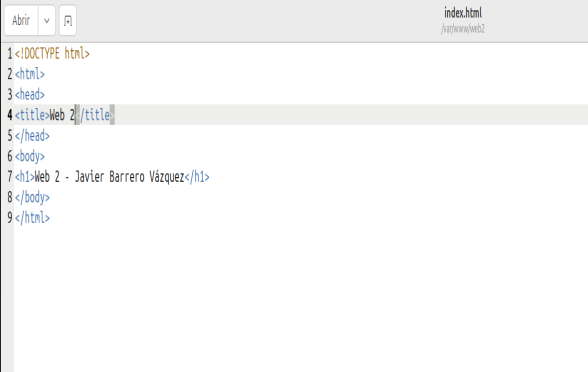 Abrir
index.html
/var/www/web2
1 <!DOCTYPE html>
2 <html>
3 <head>
4 <title>Web 2</title>
5 </head>
6 <body>
7 <h1>Web 2 - Javier Barrero Vázquez</h1>
8 </body>
9 </html>